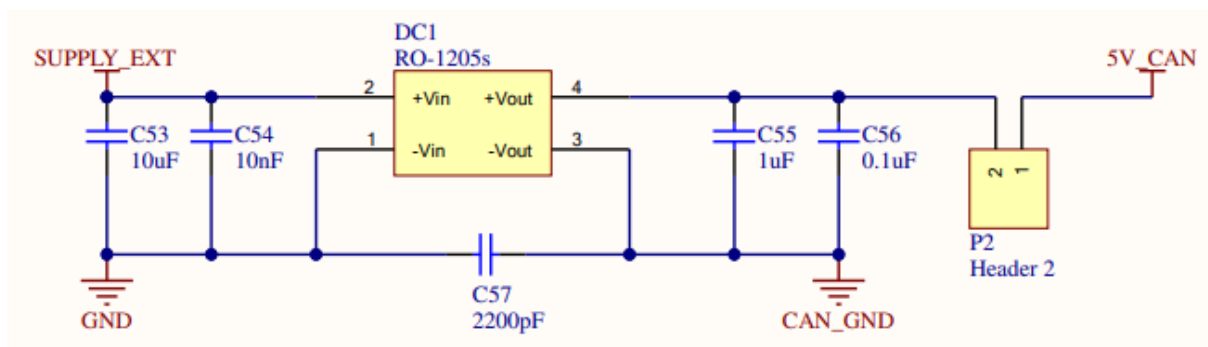 DC1
RO-1205s
SUPPLY_EXT
5V_CAN
2
+Vin
+Vout
4
C53
10uF
C54
10nF
1
-Vin
-Vout
3
C55
1uF
C56
0.1uF
2
1
P2
Header 2
C57
2200pF
GND
CAN_GND